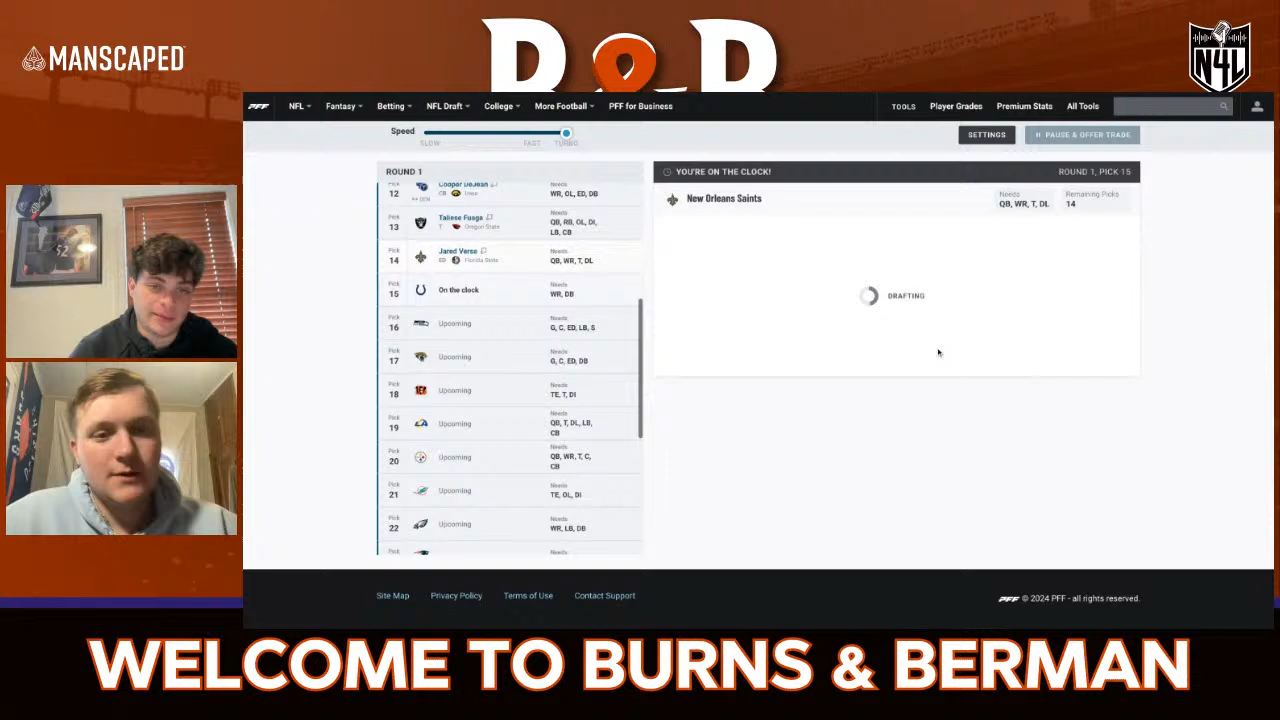 MANSCAPED
B&B
N4L
PFF NFL Fantasy Betting NFL Draft College More Football PFF for Business TOOLS Player Grades Premium Stats All Tools
Speed
SLOW FAST TURBO
SETTINGS
PAUSE & OFFER TRADE
ROUND 1
Pick 12 Cooper DeJean CB Iowa WR, OL, ED, DB
Pick 13 Taliese Fuaga T Oregon State Needs QB, RB, OL, DI, LB, CB
Pick 14 Jared Verse ED Florida State Needs QB, WR, T, DL
Pick 15 On the clock Needs WR, DB
Pick 16 Upcoming Needs G, C, ED, LB, S
Pick 17 Upcoming Needs G, C, ED, DB
Pick 18 Upcoming Needs TE, T, DI
Pick 19 Upcoming Needs QB, T, DL, LB, CB
Pick 20 Upcoming Needs QB, WR, T, C, CB
Pick 21 Upcoming Needs TE, OL, DI
Pick 22 Upcoming Needs WR, LB, DB
Pick Needs
YOU'RE ON THE CLOCK! ROUND 1, PICK 15
New Orleans Saints
Needs QB, WR, T, DL
Remaining Picks 14
DRAFTING
Site Map Privacy Policy Terms of Use Contact Support
PFF © 2024 PFF - all rights reserved.
WELCOME TO BURNS & BERMAN